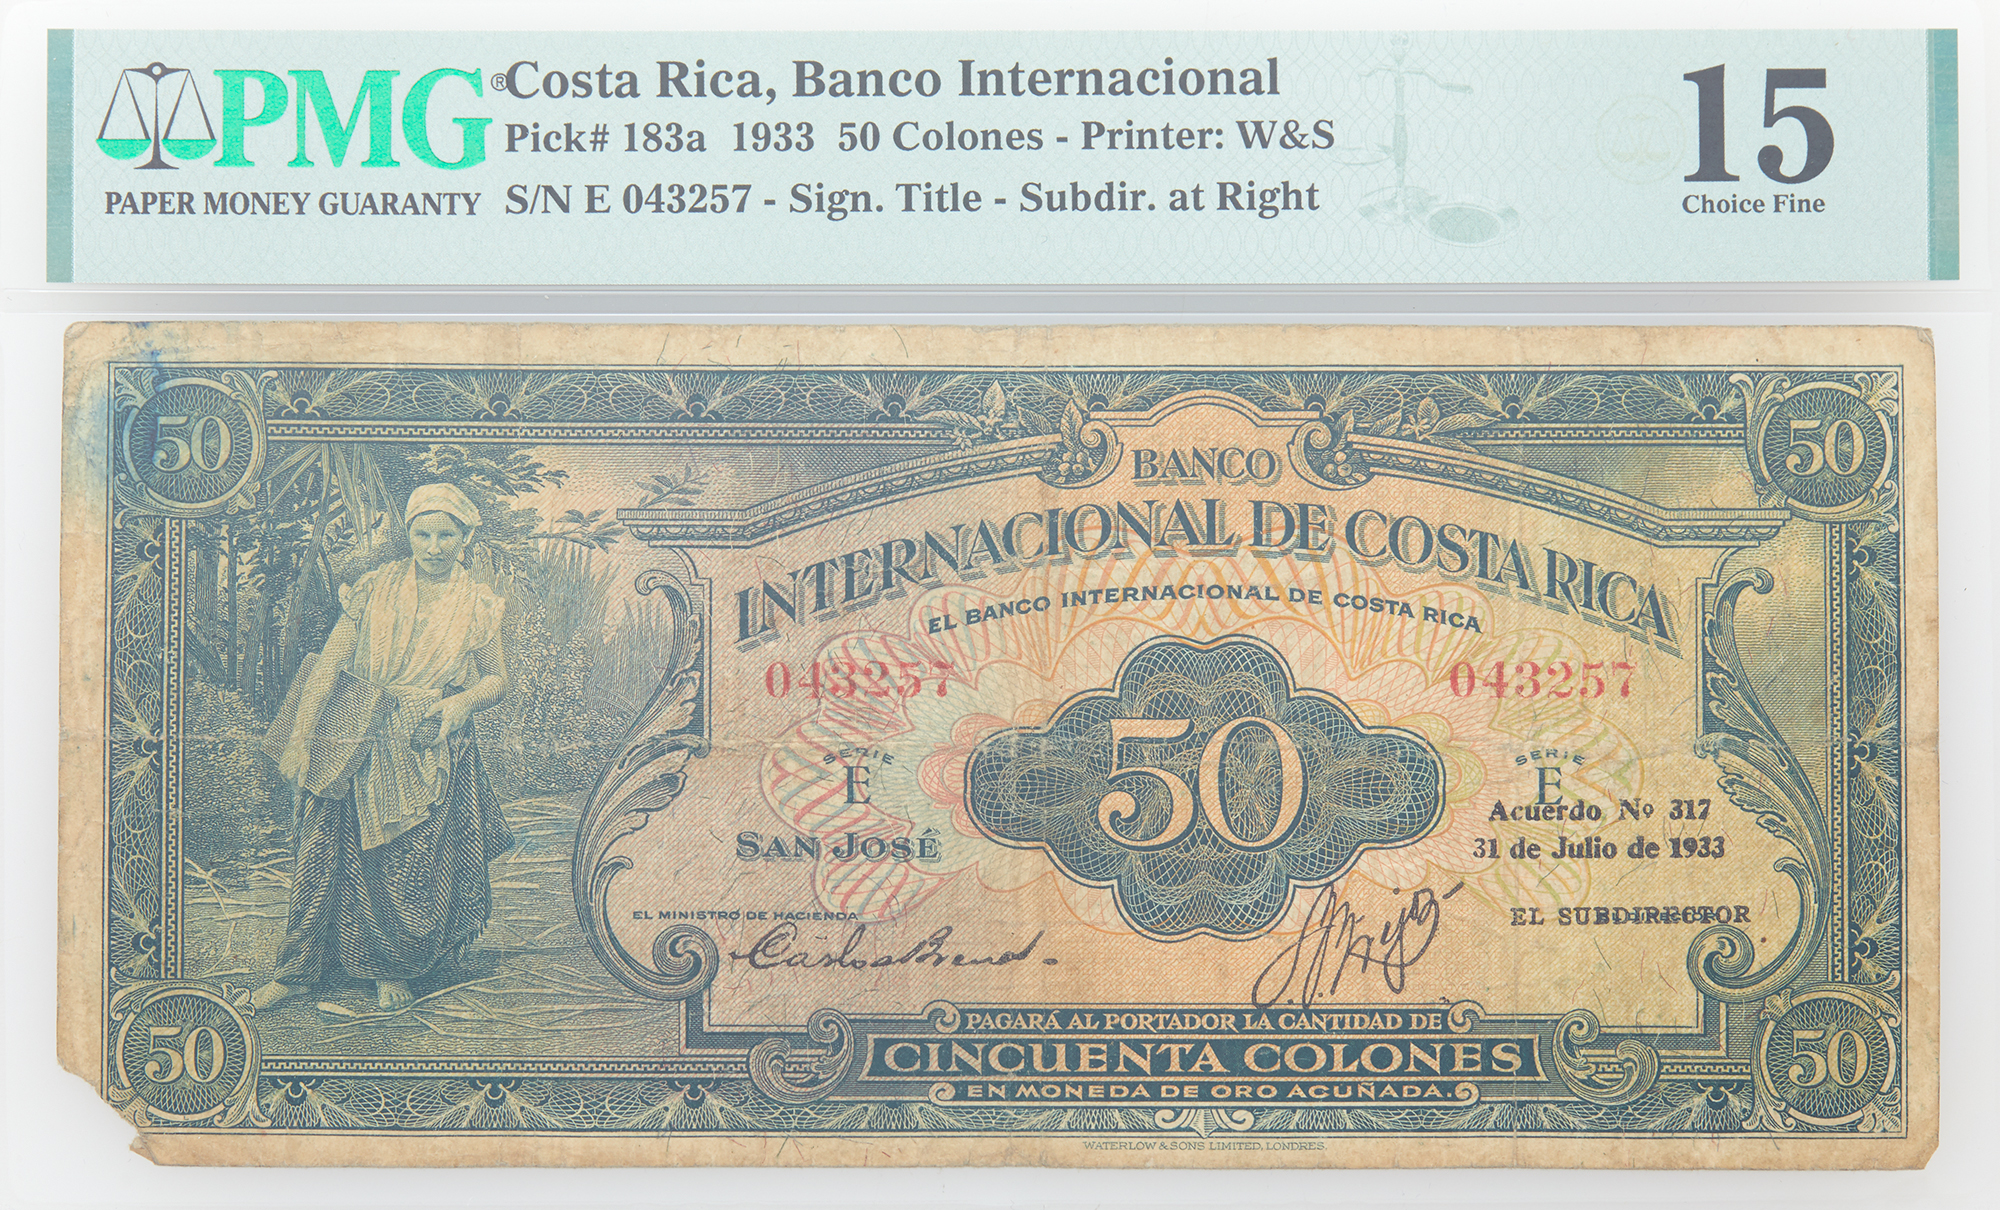 PMG®
PAPER MONEY GUARANTY
Costa Rica, Banco Internacional
Pick# 183a 1933 50 Colones - Printer: W&S
S/N E 043257 - Sign. Title - Subdir. at Right
15
Choice Fine
50
50
BANCO
INTERNACIONAL DE COSTA RICA
EL BANCO INTERNACIONAL DE COSTA RICA
043257
043257
50
SERIE
E
SERIE
E
SAN JOSÉ
Acuerdo Nº 317
31 de Julio de 1933
EL MINISTRO DE HACIENDA
EL SUBDIRECTOR
PAGARÁ AL PORTADOR LA CANTIDAD DE
CINCUENTA COLONES
EN MONEDA DE ORO ACUÑADA.
50
50
WATERLOW & SONS LIMITED, LONDRES.